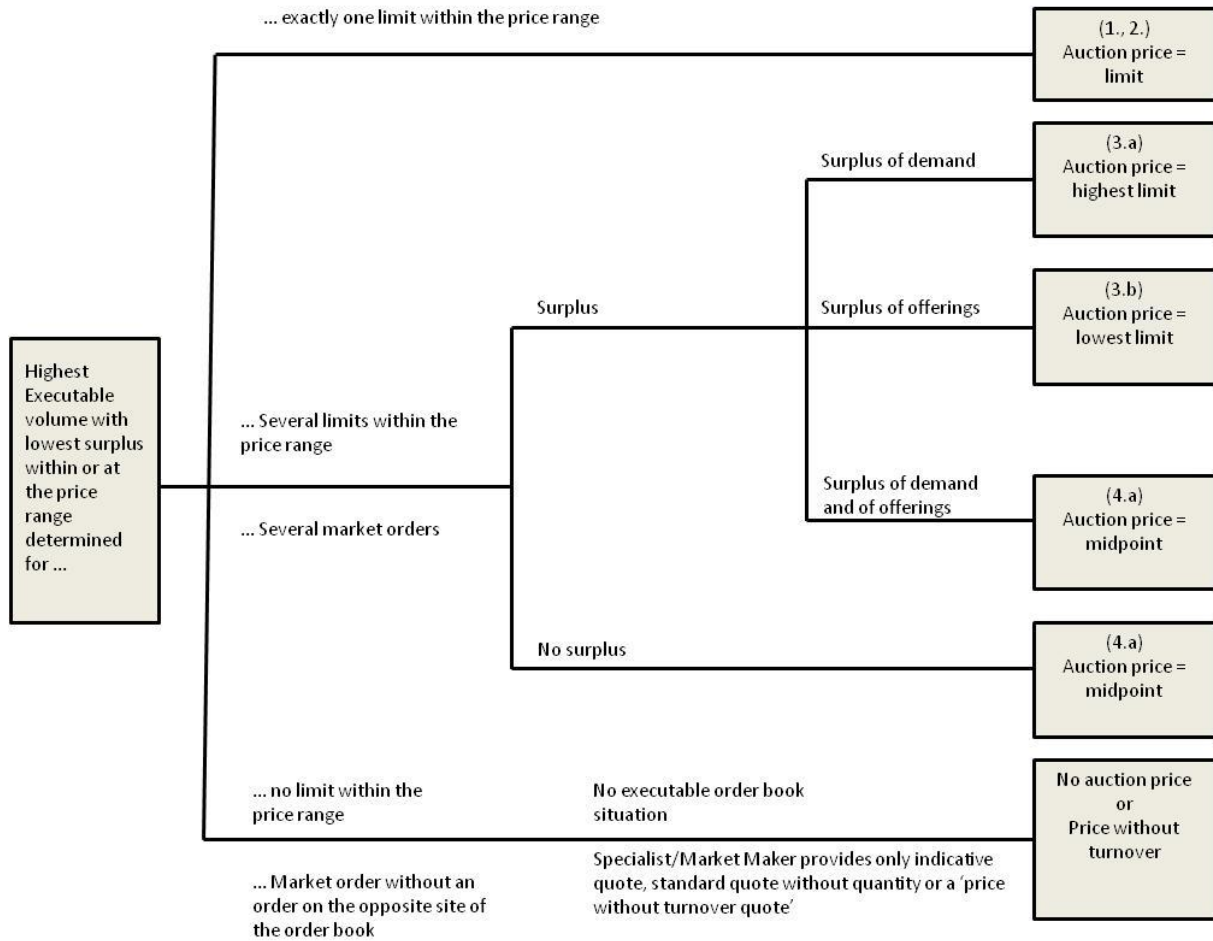 ... exactly one limit within the price range
(1., 2.)
Auction price =
limit
(3.a)
Auction price =
highest limit
Surplus of demand
(3.b)
Auction price =
lowest limit
Surplus
Surplus of offerings
Highest
Executable
volume with
lowest surplus
within or at
the price
range
determined
for ...
... Several limits within the
price range
... Several market orders
Surplus of demand
and of offerings
(4.a)
Auction price =
midpoint
No surplus
(4.a)
Auction price =
midpoint
... no limit within the
price range
No executable order book
situation
No auction price
or
Price without
turnover
... Market order without an
order on the opposite site of
the order book
Specialist/Market Maker provides only indicative
quote, standard quote without quantity or a ‘price
without turnover quote’